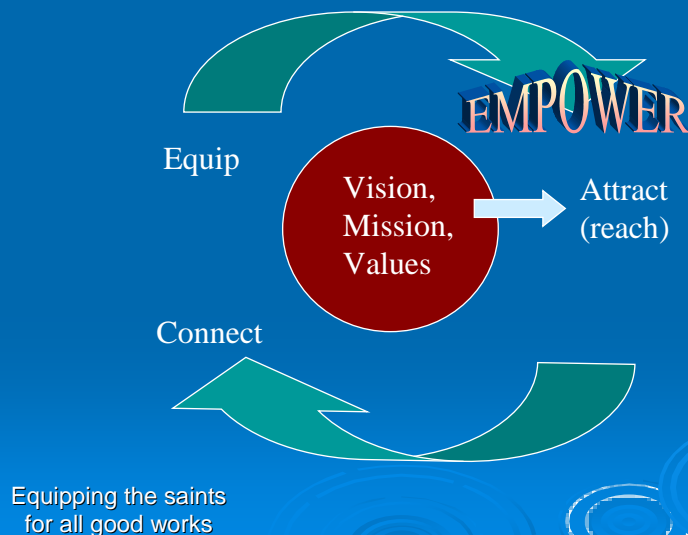 EMPOWER
Equip
Vision,
Mission,
Values
Attract
(reach)
Connect
Equipping the saints
for all good works